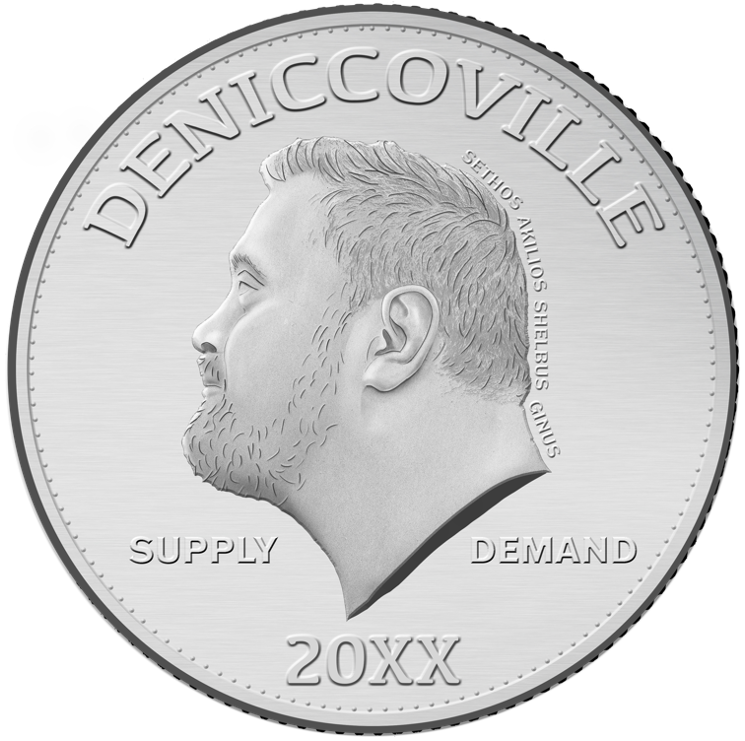 DENICCOVILLE
SETHOS AKILIOS SHELBUS GINUS
SUPPLY DEMAND
20XX